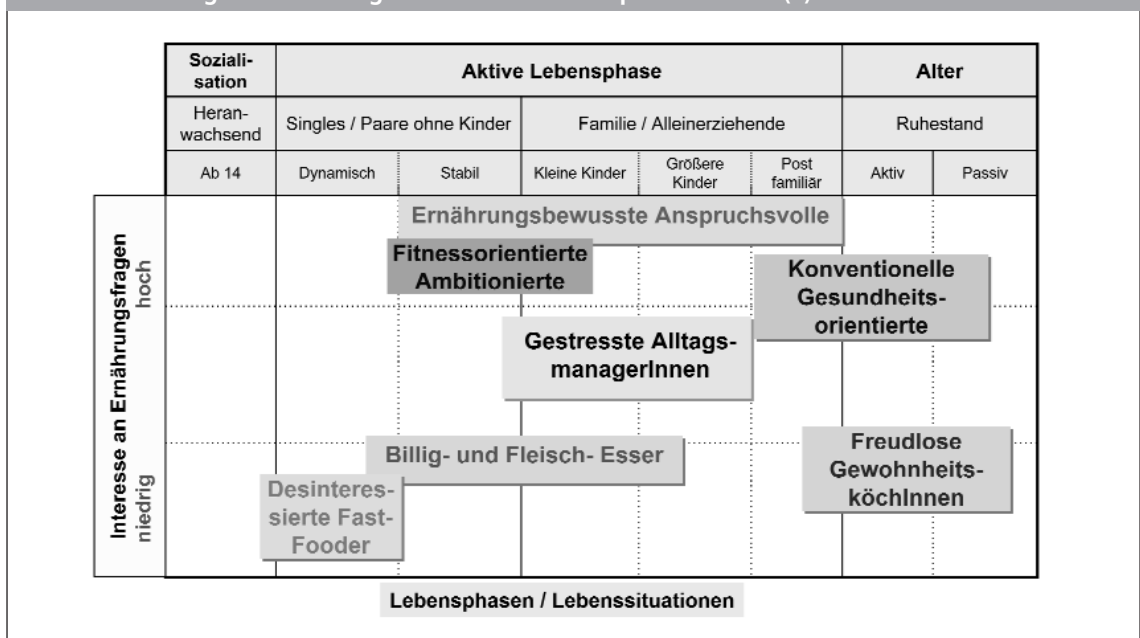 Soziali-
sation
Aktive Lebensphase
Alter
Heran-
wachsend
Singles / Paare ohne Kinder
Familie / Alleinerziehende
Ruhestand
Ab 14
Dynamisch
Stabil
Kleine Kinder
Größere
Kinder
Post
familiär
Aktiv
Passiv
Interesse an Ernährungsfragen
hoch
niedrig
Ernährungsbewusste Anspruchsvolle
Fitnessorientierte
Ambitionierte
Konventionelle
Gesundheits-
orientierte
Gestresste Alltags-
managerInnen
Billig- und Fleisch- Esser
Freudlose
Gewohnheits-
köchInnen
Desinteres-
sierte Fast-
Fooder
Lebensphasen / Lebenssituationen